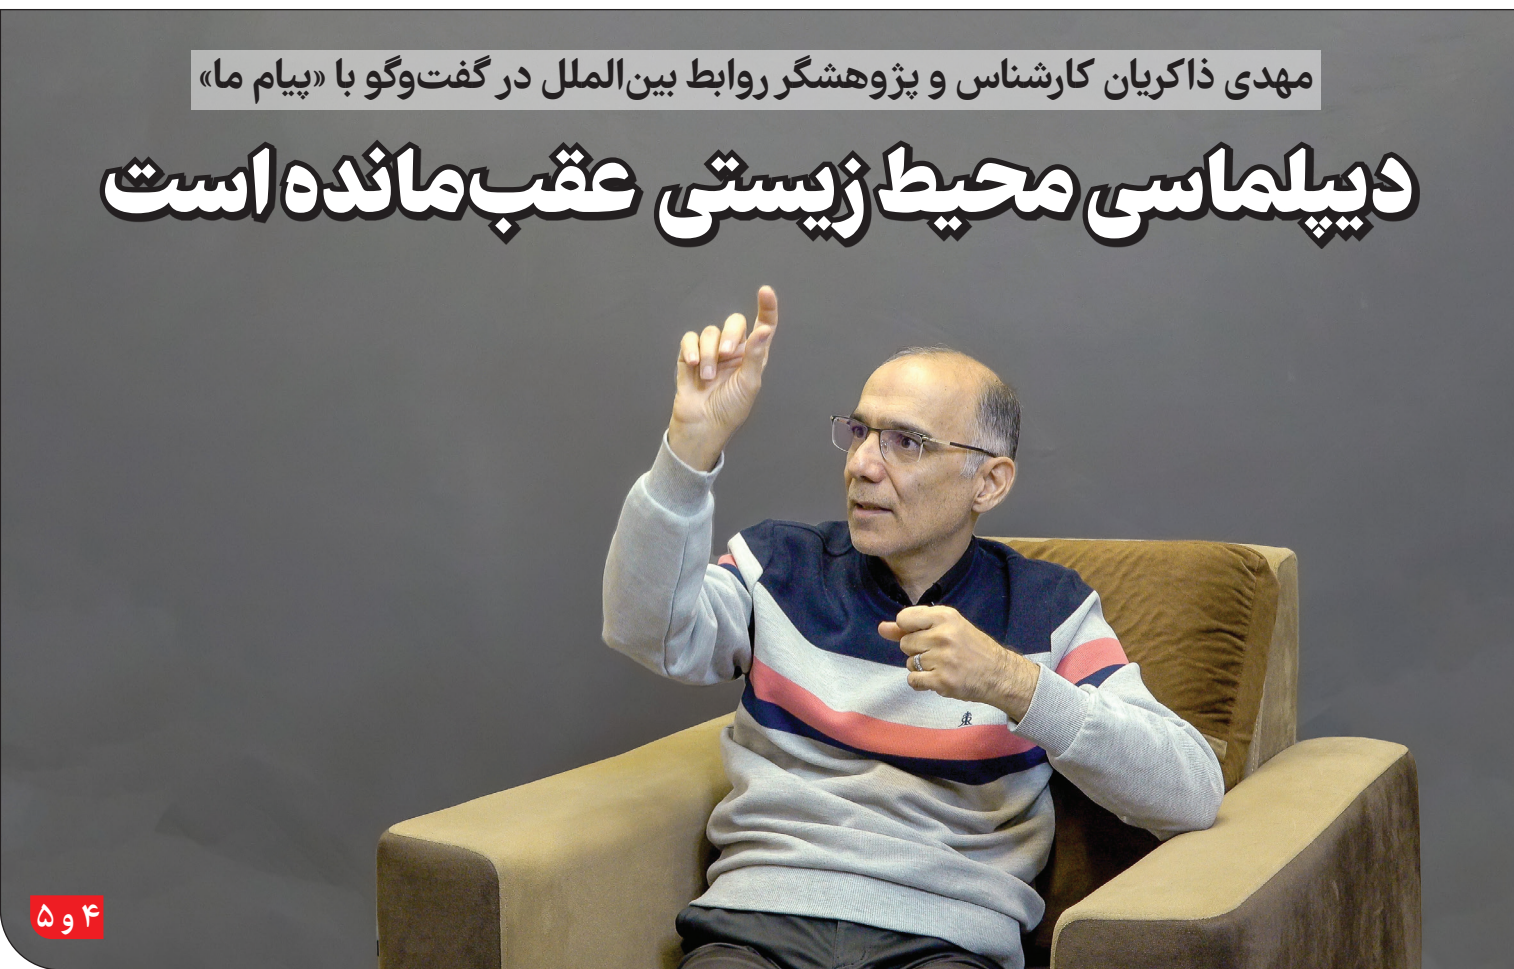 مهدی ذاکریان کارشناس و پژوهشگر روابط بین‌الملل در گفت‌وگو با «پیام ما»
دیپلماسی محیط زیستی عقب‌مانده است
۴ و ۵